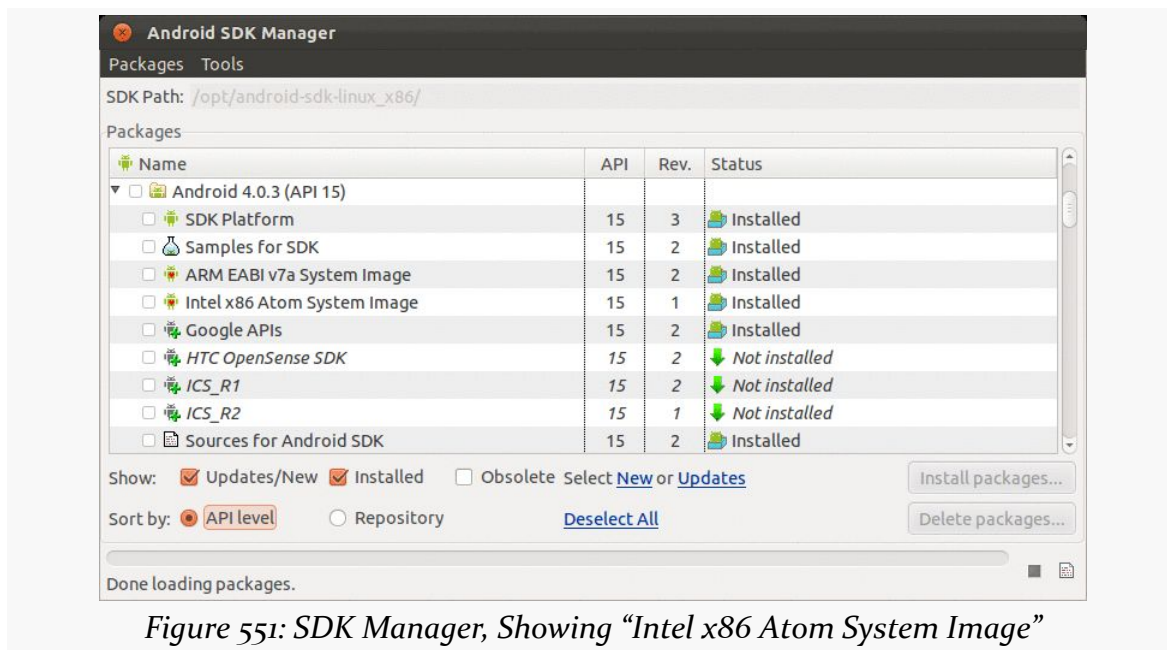 Android SDK Manager
Packages Tools
SDK Path: /opt/android-sdk-linux_x86/
Packages
Name API Rev. Status
Android 4.0.3 (API 15)
SDK Platform 15 3 Installed
Samples for SDK 15 2 Installed
ARM EABI v7a System Image 15 2 Installed
Intel x86 Atom System Image 15 1 Installed
Google APIs 15 2 Installed
HTC OpenSense SDK 15 2 Not installed
ICS_R1 15 2 Not installed
ICS_R2 15 1 Not installed
Sources for Android SDK 15 2 Installed
Show: Updates/New Installed Obsolete Select New or Updates Install packages...
Sort by: API level Repository Deselect All Delete packages...
Done loading packages.
Figure 551: SDK Manager, Showing “Intel x86 Atom System Image”